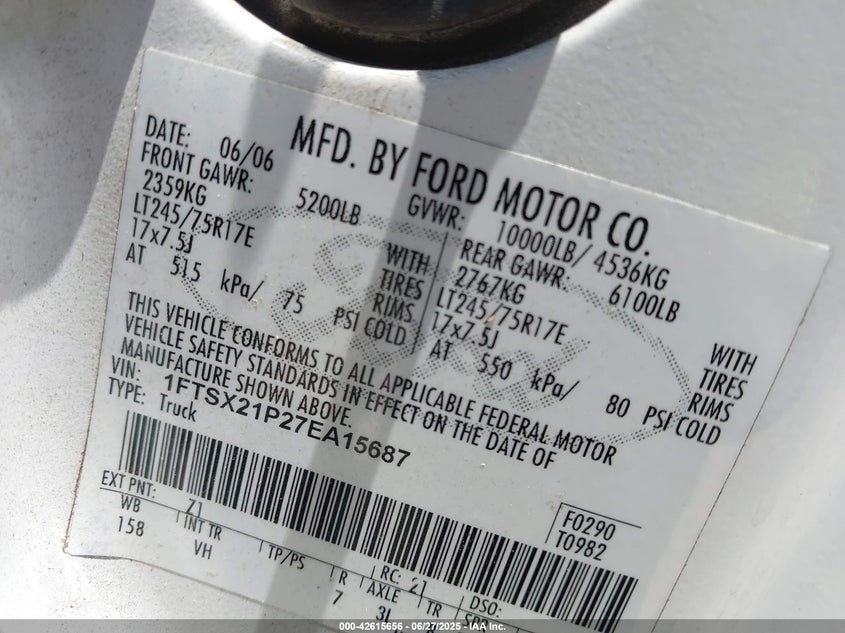 MFD. BY FORD MOTOR CO.
DATE: 06/06 GVWR: 10000LB/ 4536KG
FRONT GAWR: 5200LB REAR GAWR: 6100LB
2359KG WITH 2767KG WITH
LT245/75R17E TIRES LT245/75R17E TIRES
17x7.5J RIMS 17x7.5J RIMS
AT 515 kPa/ 75 PSI COLD AT 550 kPa/ 80 PSI COLD
THIS VEHICLE CONFORMS TO ALL APPLICABLE FEDERAL MOTOR
VEHICLE SAFETY STANDARDS IN EFFECT ON THE DATE OF
MANUFACTURE SHOWN ABOVE.
VIN: 1FTSX21P27EA15687
TYPE: Truck
F0290
T0982
EXT PNT: Z1 RC: 21 DSO:
WB INT TR TP/PS R AXLE TR
158 VH 7
000-42615656 - 06/27/2025 - IAA Inc.